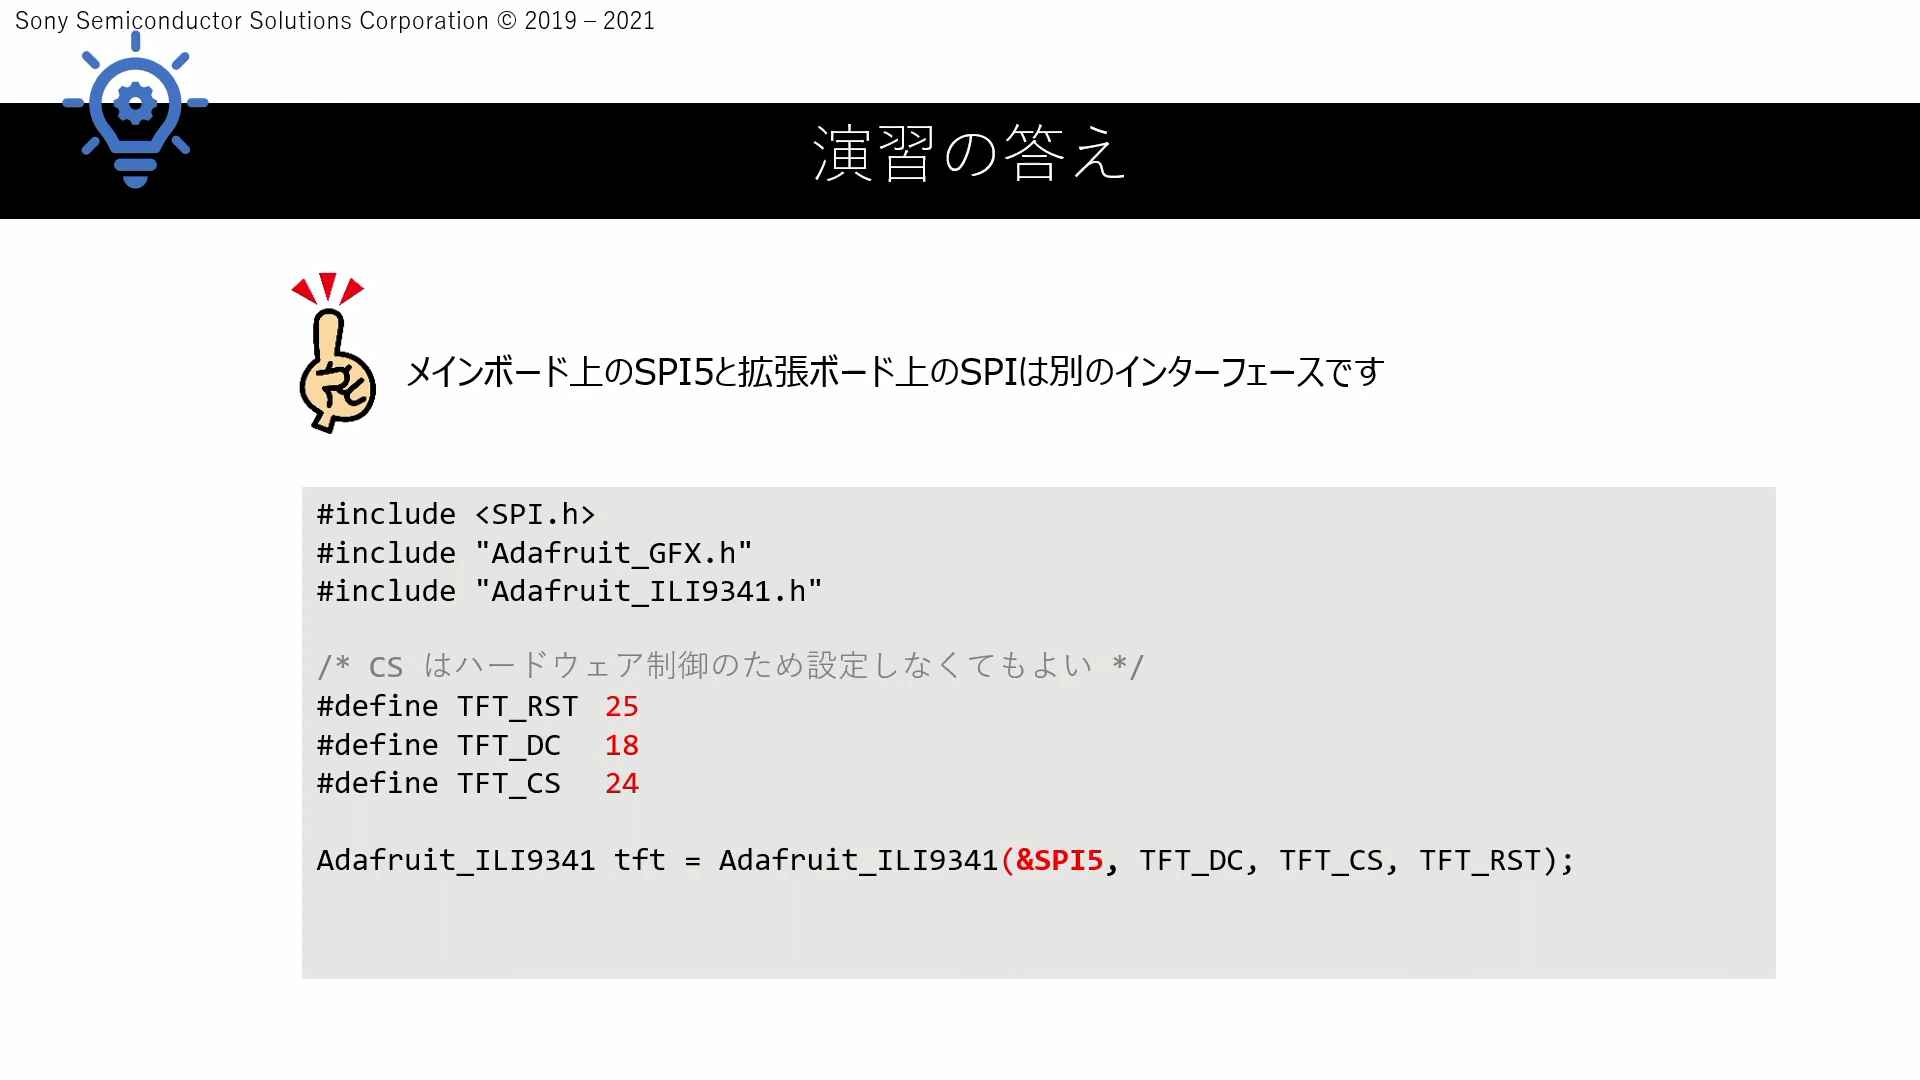 Sony Semiconductor Solutions Corporation © 2019 – 2021
演習の答え
メインボード上のSPI5と拡張ボード上のSPIは別のインターフェースです
#include <SPI.h>
#include "Adafruit_GFX.h"
#include "Adafruit_ILI9341.h"
/* CS はハードウェア制御のため設定しなくてもよい */
#define TFT_RST 25
#define TFT_DC 18
#define TFT_CS 24
Adafruit_ILI9341 tft = Adafruit_ILI9341(&SPI5, TFT_DC, TFT_CS, TFT_RST);